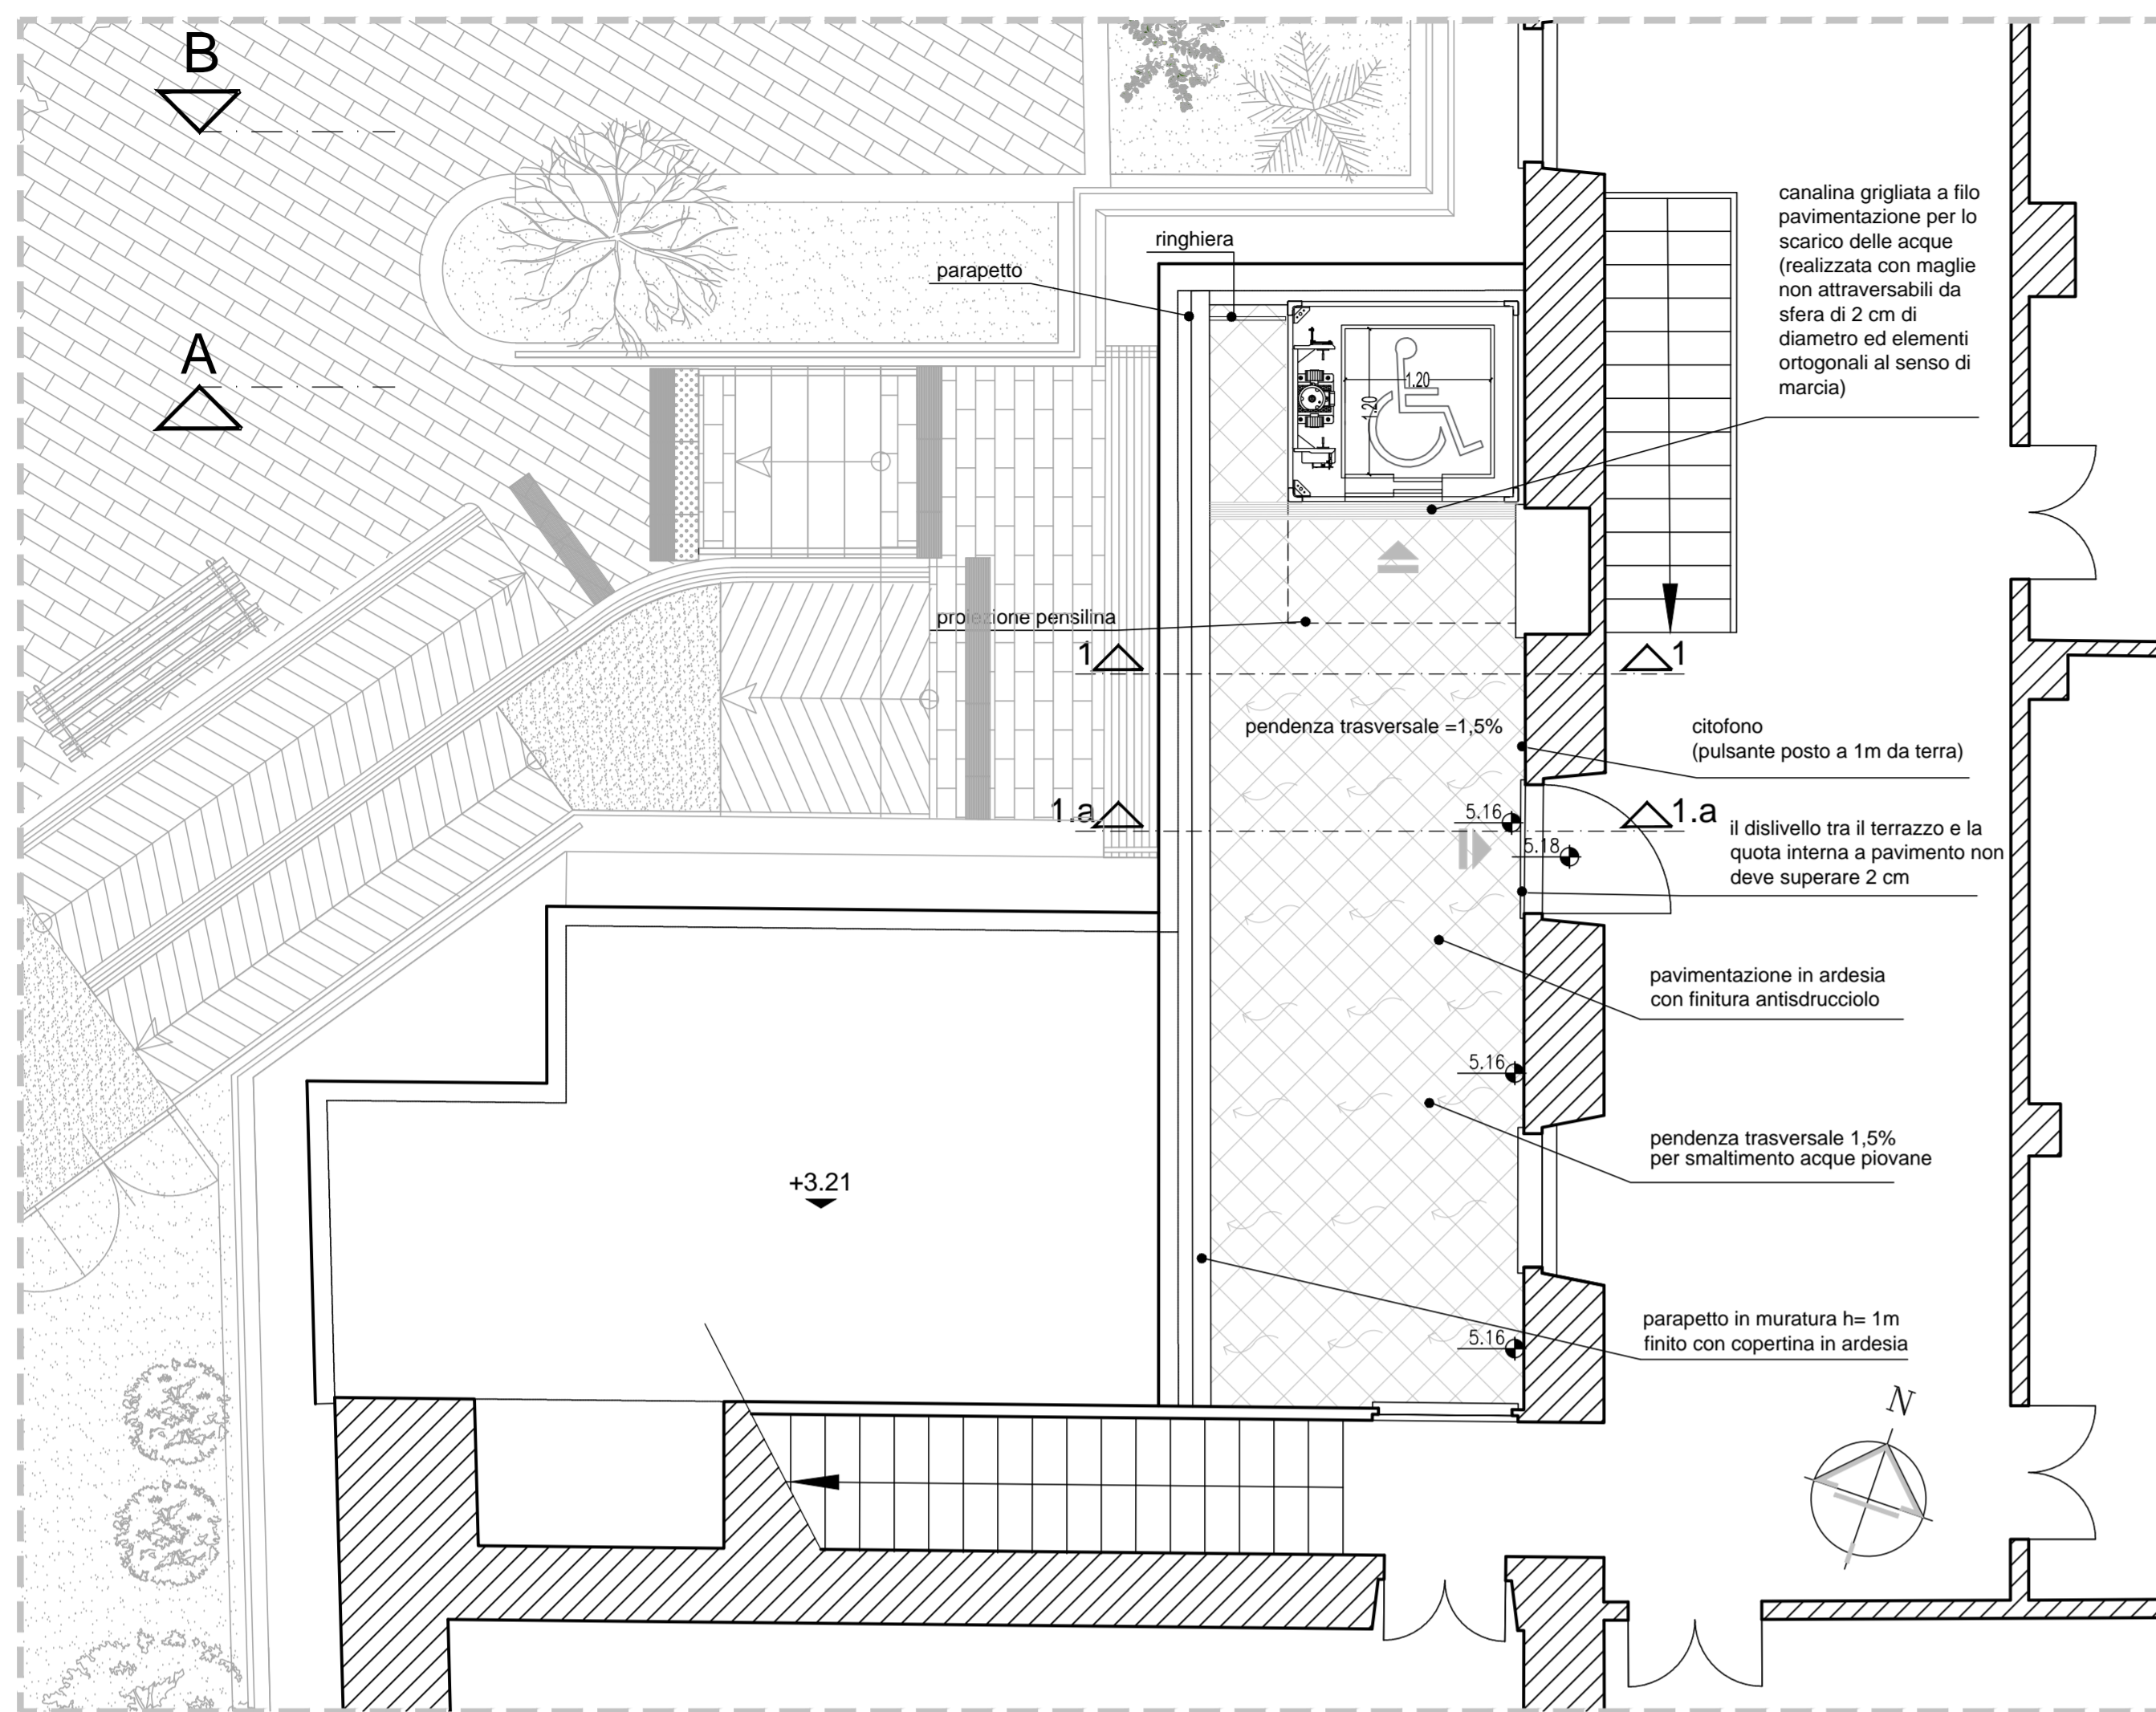 B
A
ringhiera
parapetto
canalina grigliata a filo
pavimentazione per lo
scarico delle acque
(realizzata con maglie
non attraversabili da
sfera di 2 cm di
diametro ed elementi
ortogonali al senso di
marcia)
1.20
1.20
proiezione pensilina
1
1
pendenza trasversale =1,5%
citofono
(pulsante posto a 1m da terra)
1.a
5.16
1.a
5.18
il dislivello tra il terrazzo e la
quota interna a pavimento non
deve superare 2 cm
pavimentazione in ardesia
con finitura antisdrucciolo
5.16
pendenza trasversale 1,5%
per smaltimento acque piovane
+3.21
parapetto in muratura h= 1m
finito con copertina in ardesia
5.16
N